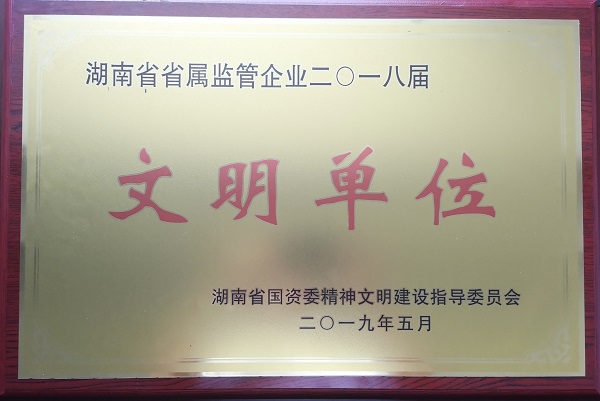 湖南省省属监管企业二〇一八届
文明单位
湖南省国资委精神文明建设指导委员会
二〇一九年五月